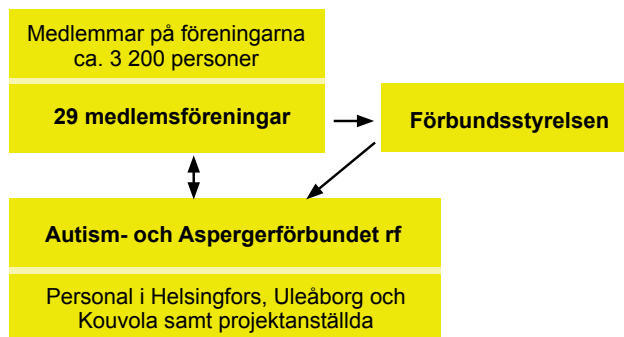 Medlemmar på föreningarna
ca. 3 200 personer
29 medlemsföreningar
Förbundsstyrelsen
Autism- och Aspergerförbundet rf
Personal i Helsingfors, Uleåborg och
Kouvola samt projektanställda